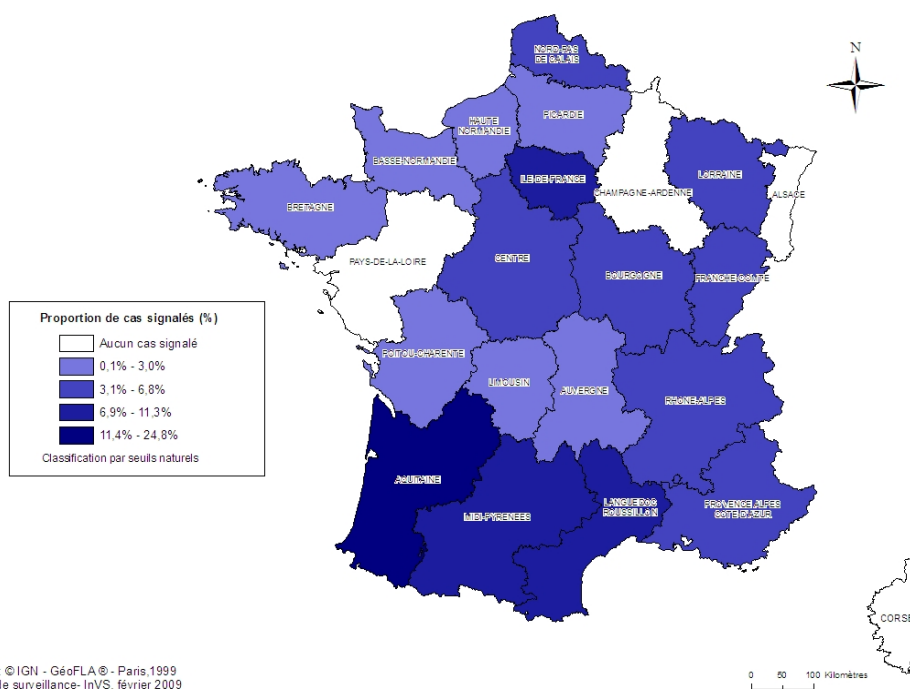 N
NORD-PAS
DE CALAIS
PICARDIE
HAUTE
NORMANDIE
BASSE-NORMANDIE
ILE-DE-FRANCE
CHAMPAGNE-ARDENNE
LORRAINE
ALSACE
BRETAGNE
PAYS-DE-LA-LOIRE
CENTRE
BOURGOGNE
FRANCHE-COMTE
POITOU-CHARENTE
LIMOUSIN
AUVERGNE
RHONE-ALPES
AQUITAINE
MIDI-PYRENEES
LANGUEDOC
ROUSSILLON
PROVENCE ALPES
COTE D'AZUR
CORSE
Proportion de cas signalés (%)
Aucun cas signalé
0,1% - 3,0%
3,1% - 6,8%
6,9% - 11,3%
11,4% - 24,8%
Classification par seuils naturels
: © IGN - GéoFLA® - Paris,1999
le surveillance- InVS, février 2009
0 50 100 Kilomètres